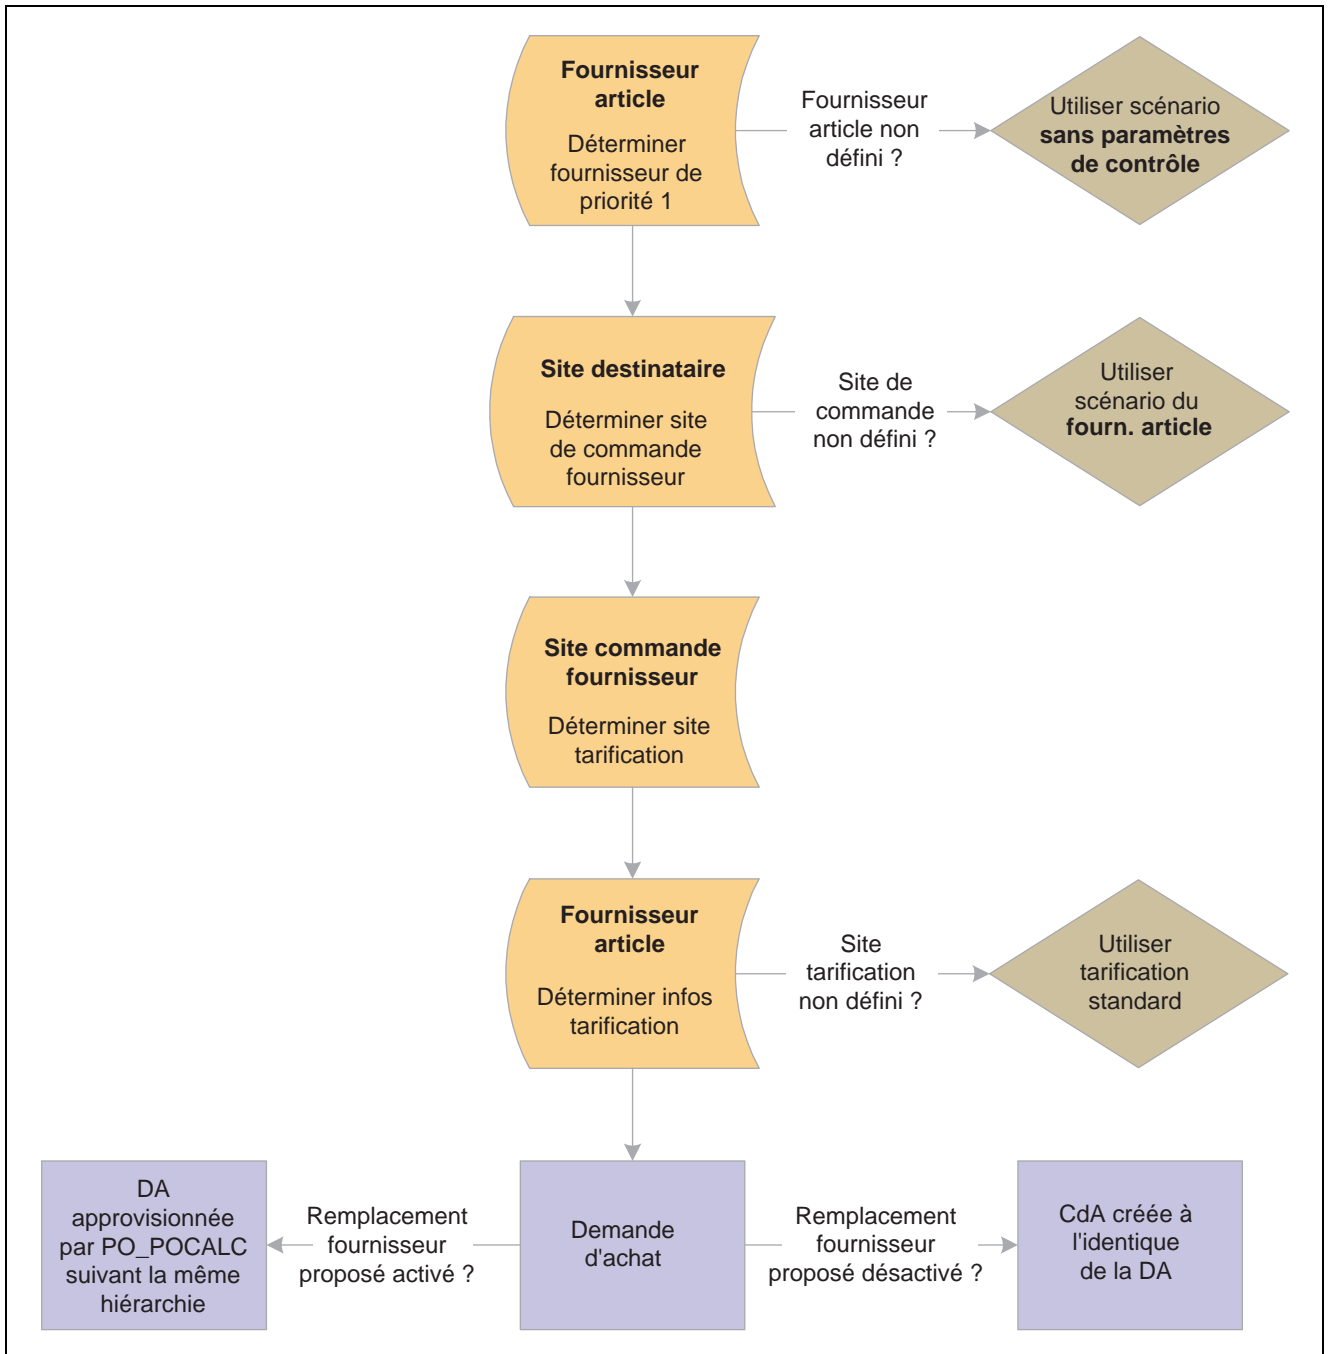 Fournisseur
article
Déterminer
fournisseur de
priorité 1
Fournisseur
article non
défini ?
Utiliser scénario
sans paramètres
de contrôle
Site destinataire
Déterminer site
de commande
fournisseur
Site de
commande
non défini ?
Utiliser
scénario du
fourn. article
Site commande
fournisseur
Déterminer site
tarification
Fournisseur
article
Déterminer infos
tarification
Site
tarification
non défini ?
Utiliser
tarification
standard
DA
approvisionnée
par PO_POCALC
suivant la même
hiérarchie
Remplacement
fournisseur
proposé activé ?
Demande
d'achat
Remplacement
fournisseur
proposé désactivé ?
CdA créée à
l'identique
de la DA